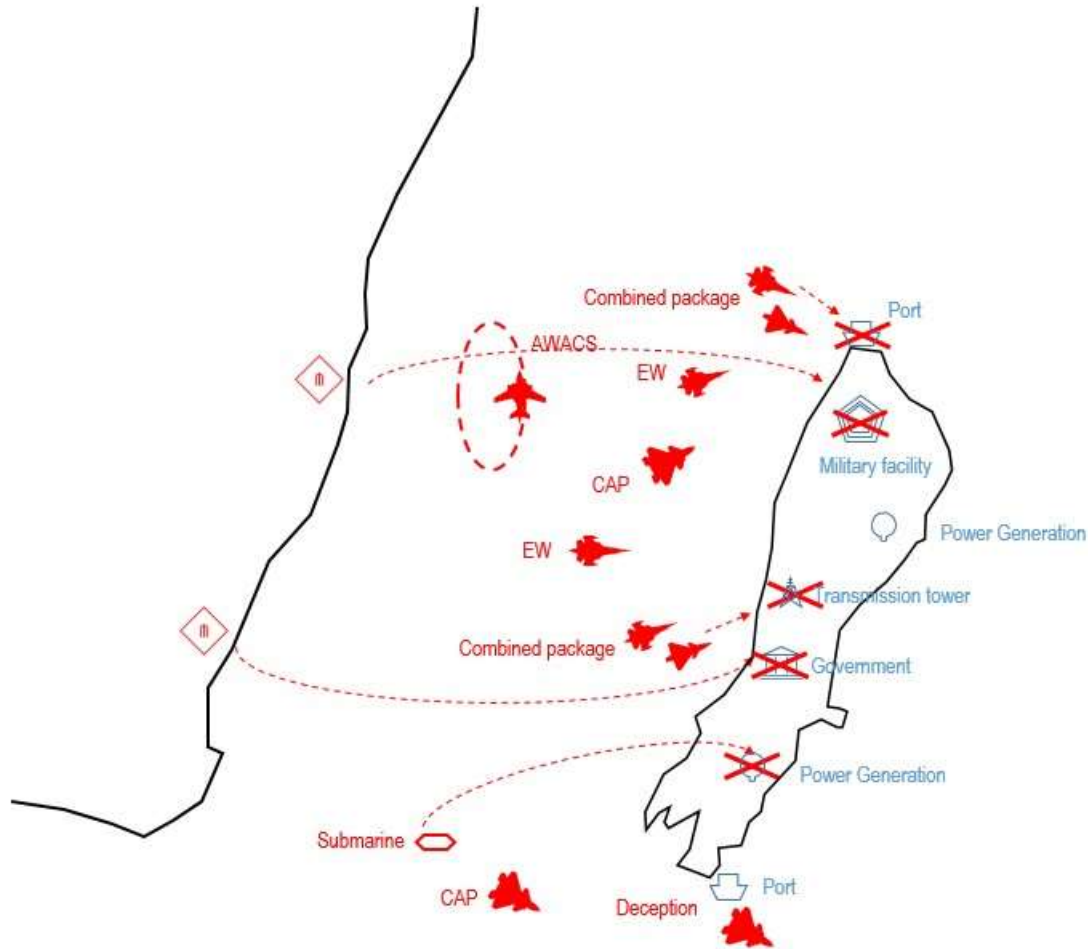 Combined package
Port
AWACS
EW
Military facility
CAP
Power Generation
EW
Transmission tower
Combined package
Government
Power Generation
Submarine
CAP
Port
Deception